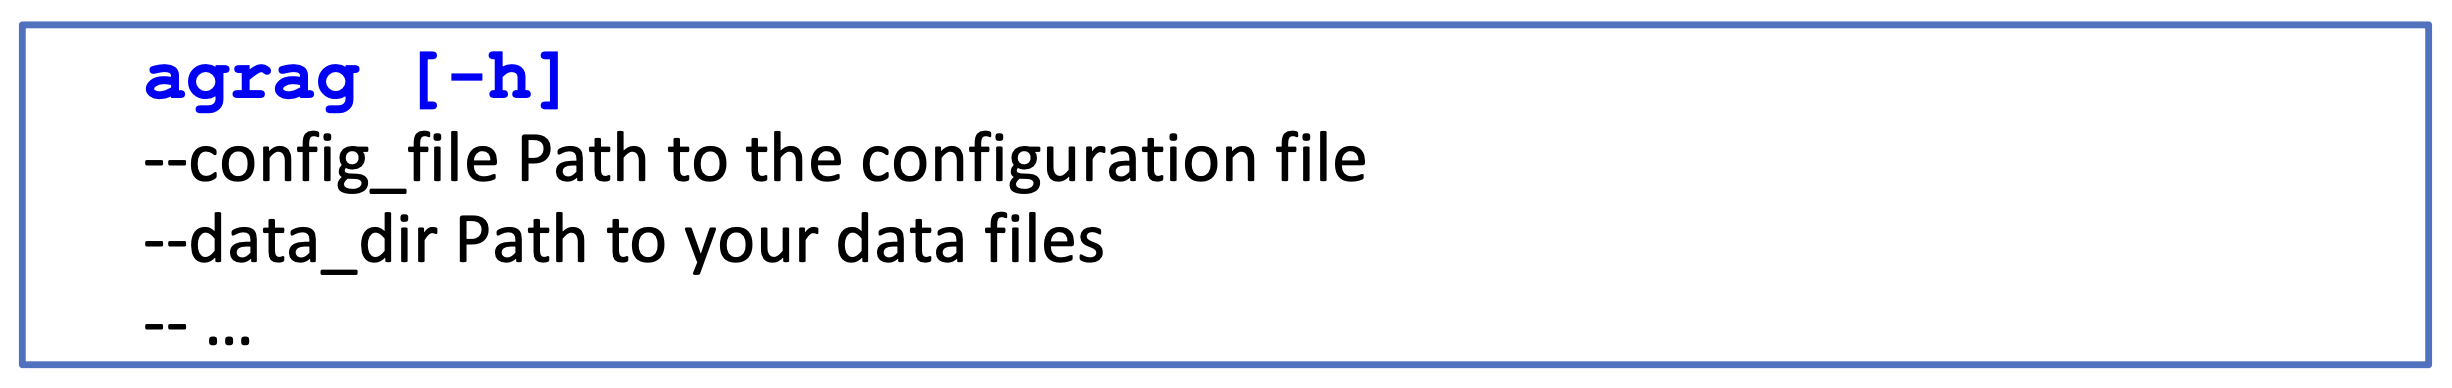 agrag [-h]
--config_file Path to the configuration file
--data_dir Path to your data files
-- ...